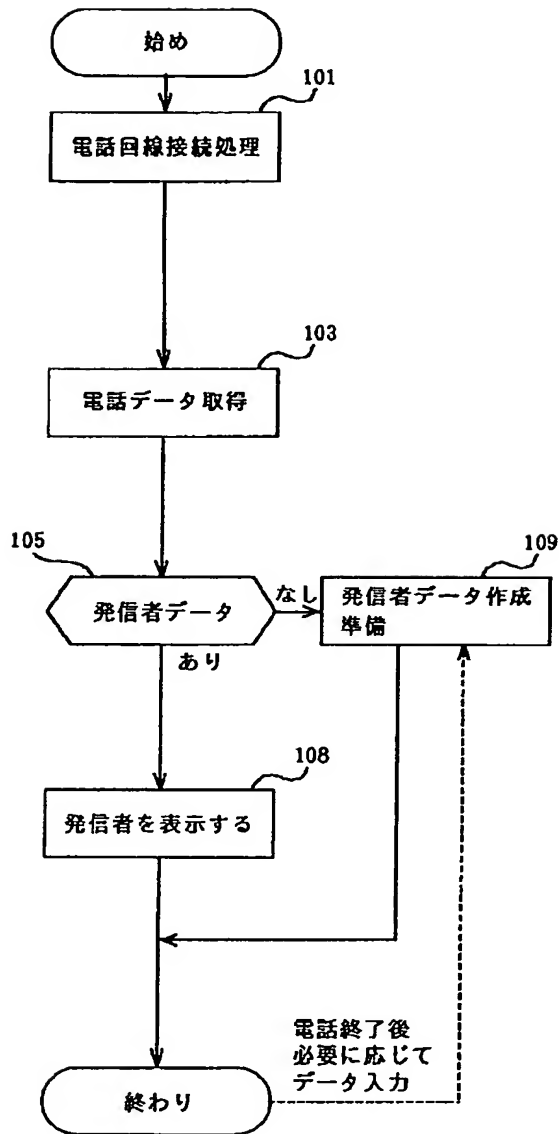 始め
101
電話回線接続処理
103
電話データ取得
105
発信者データ
なし
109
発信者データ作成
準備
あり
108
発信者を表示する
電話終了後
必要に応じて
データ入力
終わり